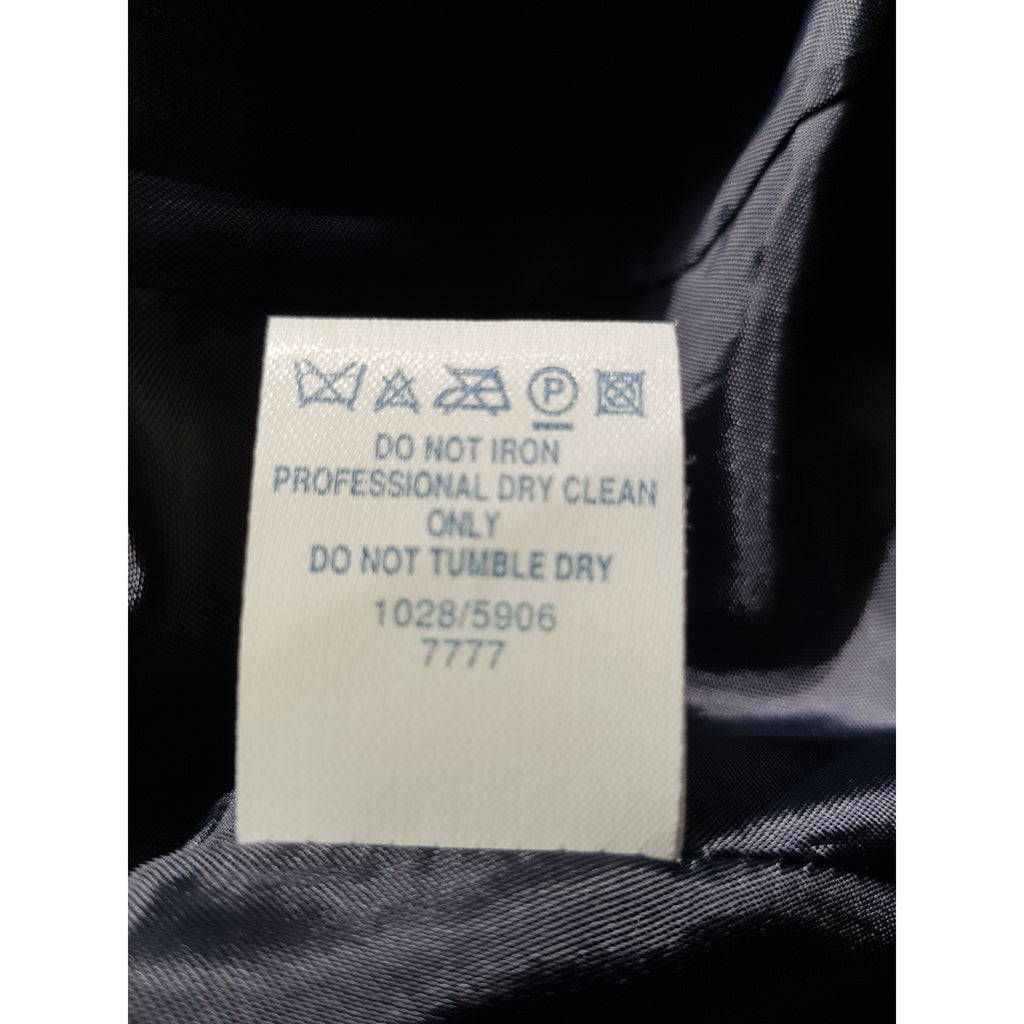 P
DO NOT IRON
PROFESSIONAL DRY CLEAN
ONLY
DO NOT TUMBLE DRY
1028/5906
7777